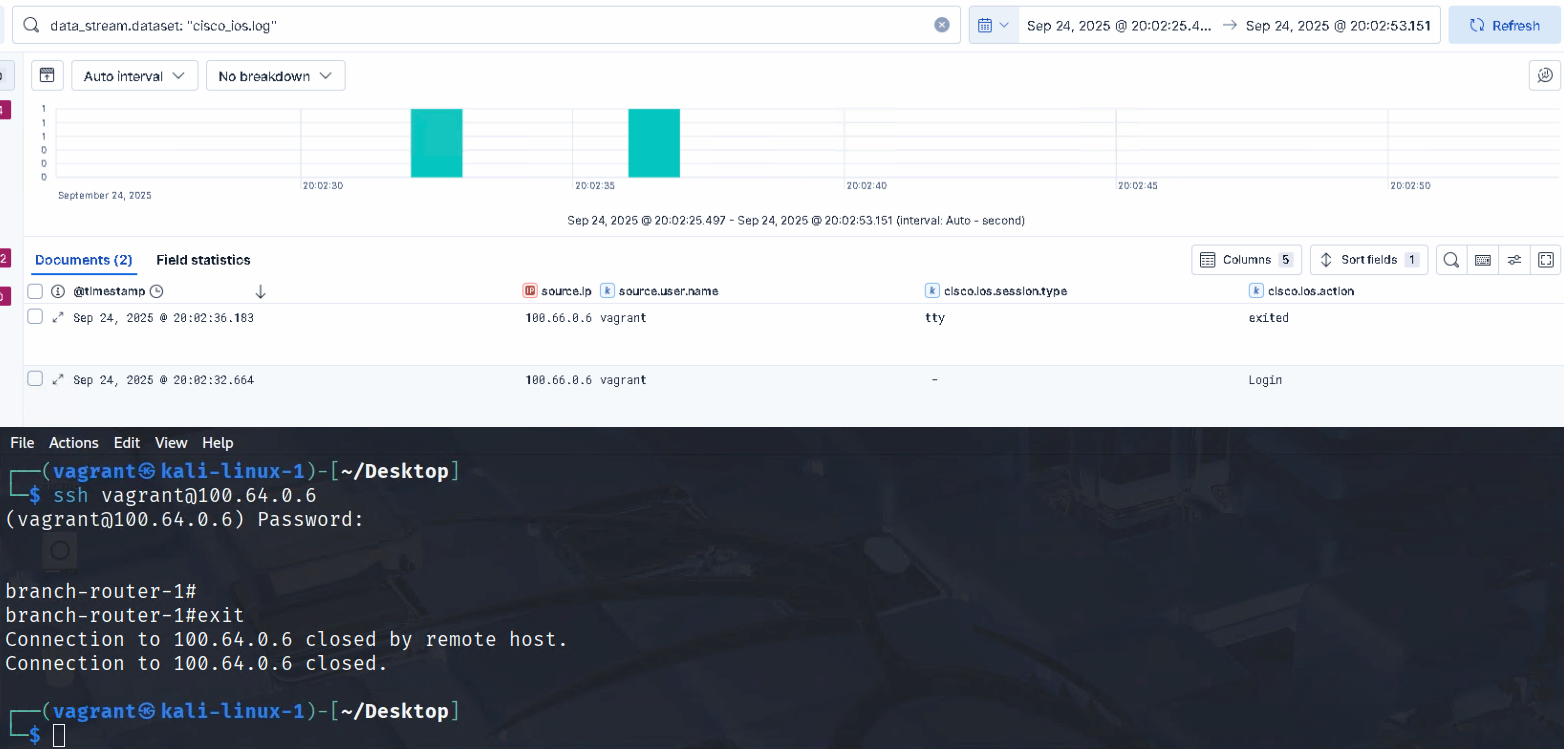 data_stream.dataset: "cisco_ios.log"
Sep 24, 2025 @ 20:02:25.4... → Sep 24, 2025 @ 20:02:53.151
Refresh
Auto interval
No breakdown
1
1
1
0
0
0
20:02:30 20:02:35 20:02:40 20:02:45 20:02:50
September 24, 2025
Sep 24, 2025 @ 20:02:25.497 - Sep 24, 2025 @ 20:02:53.151 (interval: Auto - second)
Documents (2) Field statistics
Columns 5 Sort fields 1
@timestamp source.ip source.user.name cisco.ios.session.type cisco.ios.action
Sep 24, 2025 @ 20:02:36.183 100.66.0.6 vagrant tty exited
Sep 24, 2025 @ 20:02:32.664 100.66.0.6 vagrant - Login
File Actions Edit View Help
┌──(vagrant㉿kali-linux-1)-[~/Desktop]
└─$ ssh vagrant@100.64.0.6
(vagrant@100.64.0.6) Password:
branch-router-1#
branch-router-1#exit
Connection to 100.64.0.6 closed by remote host.
Connection to 100.64.0.6 closed.
┌──(vagrant㉿kali-linux-1)-[~/Desktop]
└─$